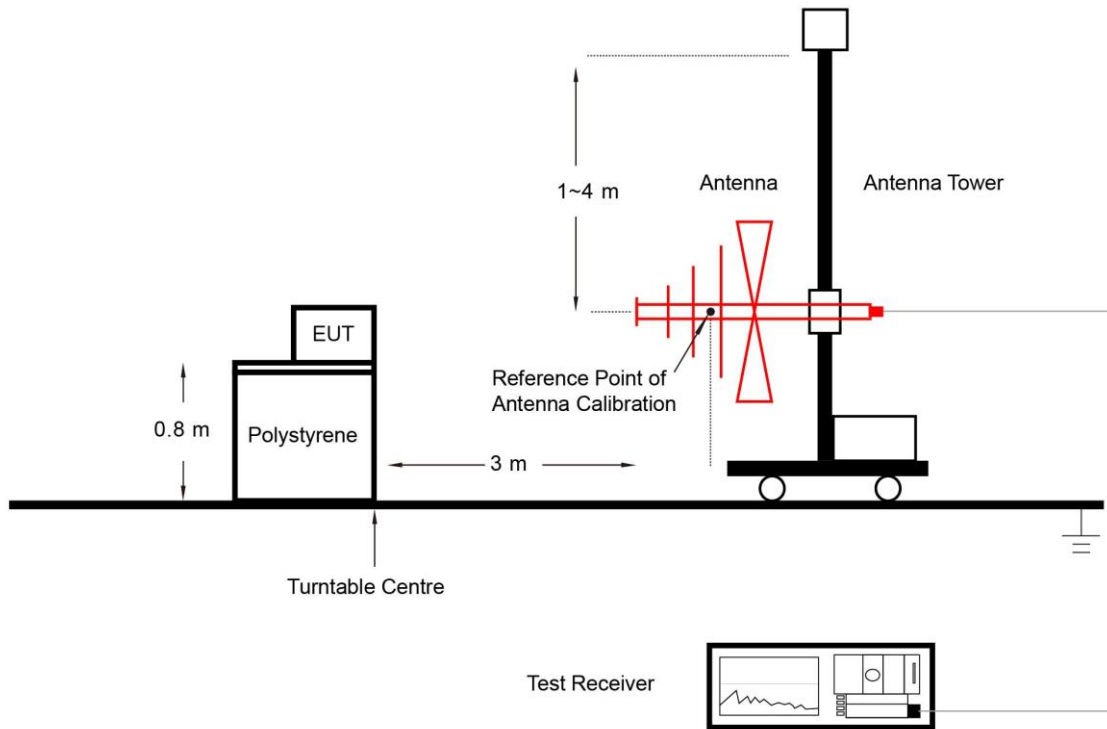 1~4 m
Antenna
Antenna Tower
EUT
Reference Point of
Antenna Calibration
0.8 m
Polystyrene
3 m
Turntable Centre
Test Receiver